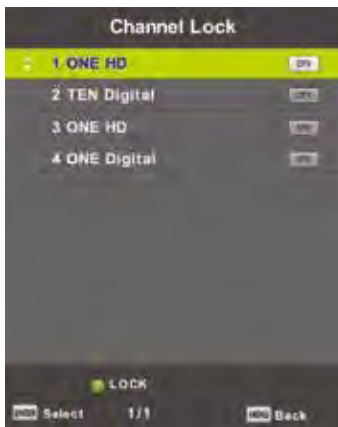 Channel Lock
1 ONE HD
2 TEN Digital
3 ONE HD
4 ONE Digital
LOCK
Select 1/1 MENU Back